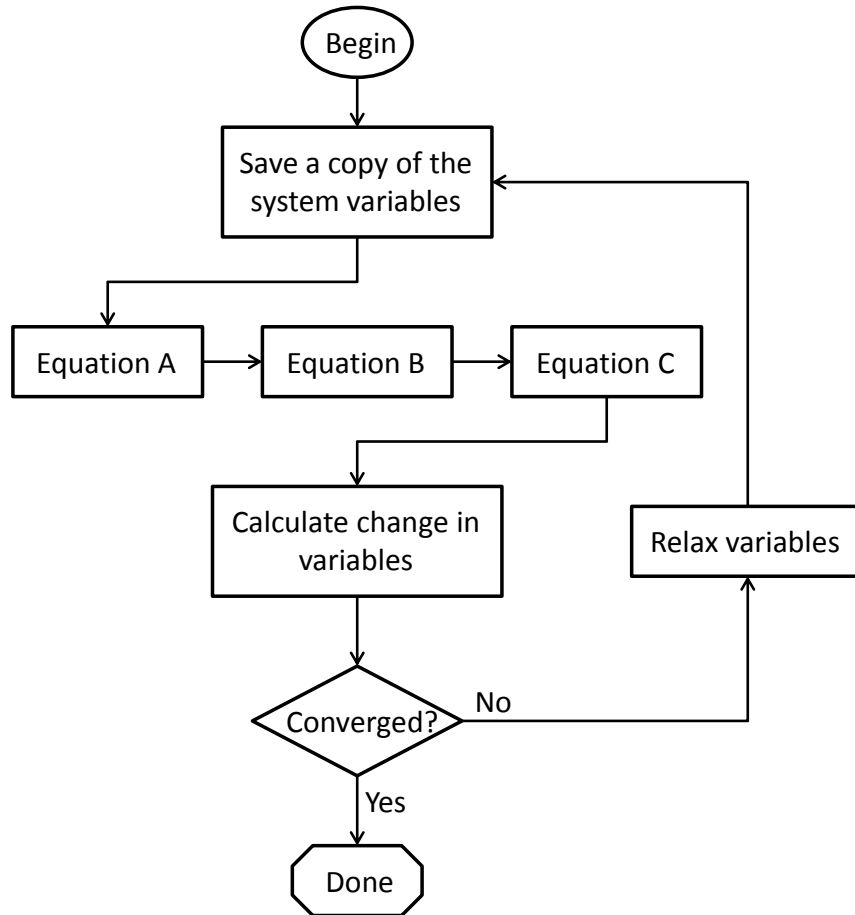 Begin
Save a copy of the
system variables
Equation A
Equation B
Equation C
Calculate change in
variables
Relax variables
Converged?
No
Yes
Done